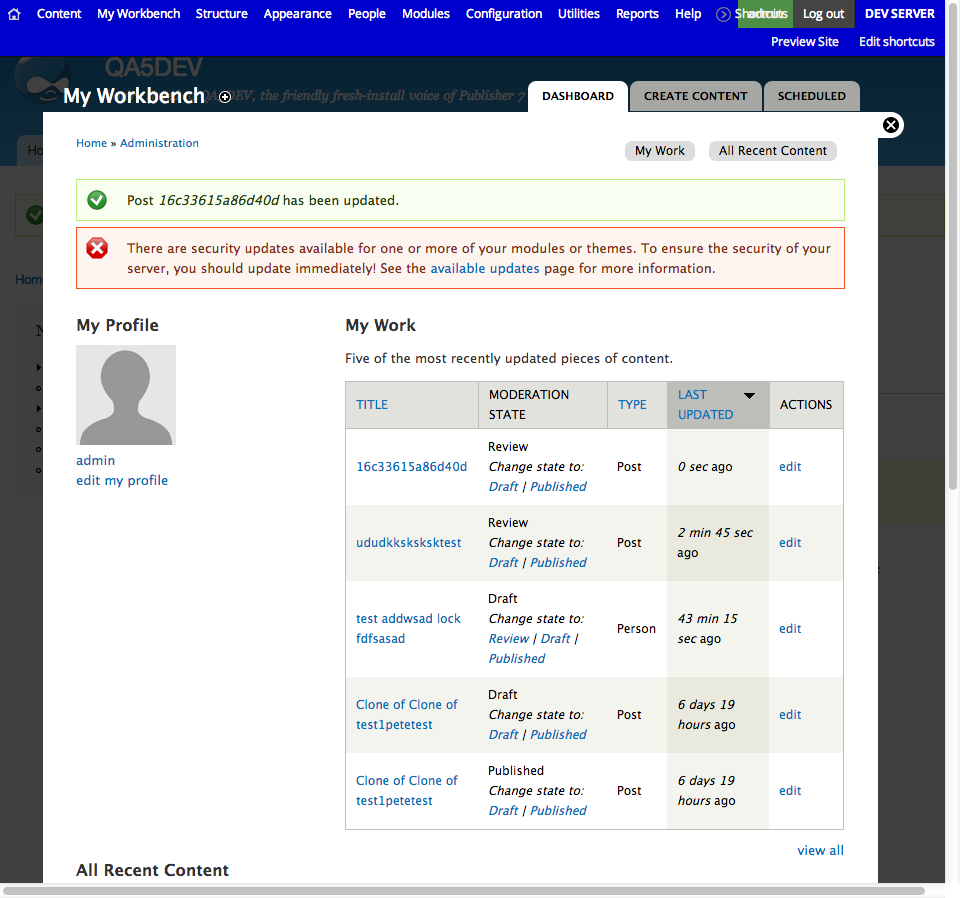 Content My Workbench Structure Appearance People Modules Configuration Utilities Reports Help Shortcuts admin Log out DEV SERVER
Preview Site Edit shortcuts
QA5DEV
QA5DEV, the friendly fresh-install voice of Publisher 7
My Workbench
DASHBOARD CREATE CONTENT SCHEDULED
Home » Administration
My Work All Recent Content
Post 16c33615a86d40d has been updated.
There are security updates available for one or more of your modules or themes. To ensure the security of your
server, you should update immediately! See the available updates page for more information.
My Profile
admin
edit my profile
My Work
Five of the most recently updated pieces of content.
TITLE MODERATION STATE TYPE LAST UPDATED ACTIONS
16c33615a86d40d Review Change state to: Draft | Published Post 0 sec ago edit
ududkksksksktest Review Change state to: Draft | Published Post 2 min 45 sec ago edit
test addwsad lock fdfsasad Draft Change state to: Review | Draft | Published Person 43 min 15 sec ago edit
Clone of Clone of test1petetest Draft Change state to: Draft | Published Post 6 days 19 hours ago edit
Clone of Clone of test1petetest Published Change state to: Draft | Published Post 6 days 19 hours ago edit
view all
All Recent Content